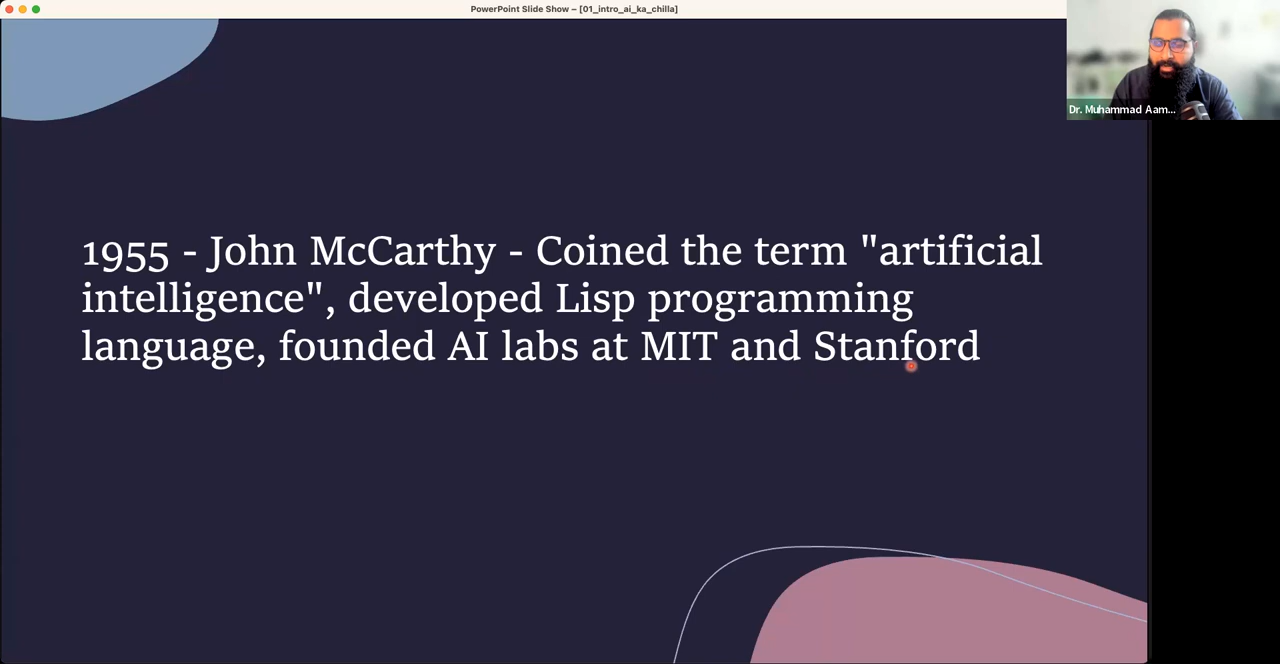 PowerPoint Slide Show – [01_intro_ai_ka_chilla]
Dr. Muhammad Aam...
1955 - John McCarthy - Coined the term "artificial
intelligence", developed Lisp programming
language, founded AI labs at MIT and Stanford